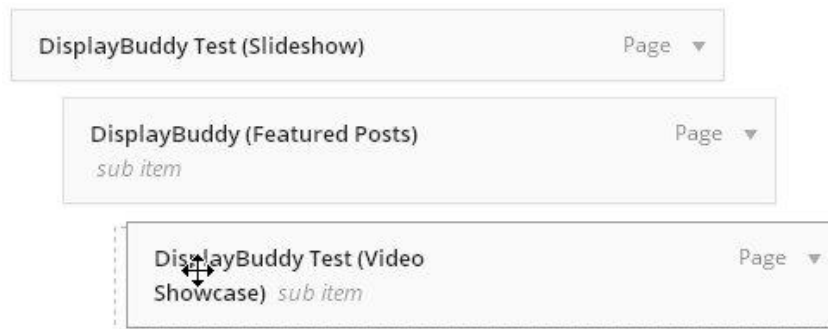 DisplayBuddy Test (Slideshow) Page
DisplayBuddy (Featured Posts) Page
sub item
DisplayBuddy Test (Video Page
Showcase) sub item